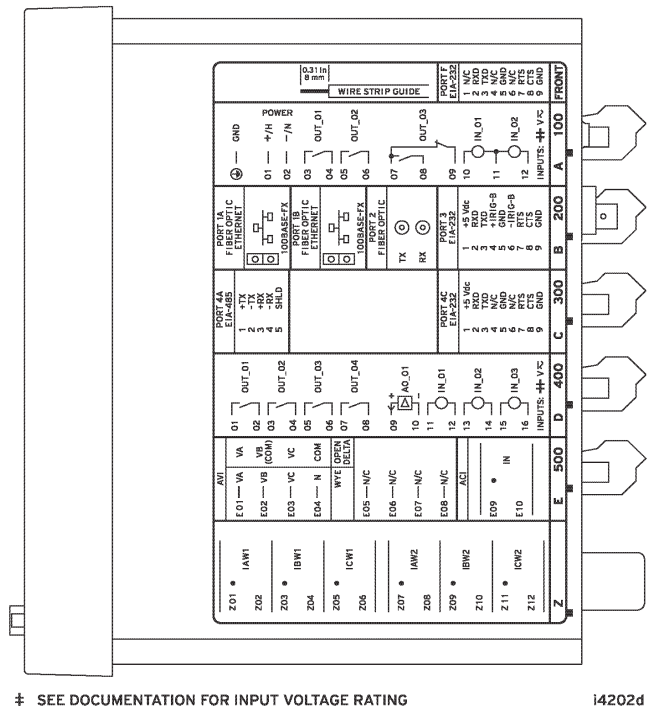 0.31 in
8 mm
WIRE STRIP GUIDE
PORT F
EIA-232
1 N/C
2 RXD
3 TXD
4 N/C
5 GND
6 N/C
7 RTS
8 CTS
9 GND
FRONT
GND
POWER
01 +/H
02 -/N
OUT_01
03
04
OUT_02
05
06
OUT_03
07
08
09
IN_01
10
11
IN_02
12
INPUTS: ⵐ V
A 100
PORT 1A
FIBER OPTIC
ETHERNET
100BASE-FX
PORT 1B
FIBER OPTIC
ETHERNET
100BASE-FX
PORT 2
FIBER OPTIC
TX
RX
PORT 3
EIA-232
1 +5 Vdc
2 RXD
3 TXD
4 +IRIG-B
5 GND
6 -IRIG-B
7 RTS
8 CTS
9 GND
B 200
PORT 4A
EIA-485
1 +TX
2 -TX
3 +RX
4 -RX
5 SHLD
PORT 4C
EIA-232
1 +5 Vdc
2 RXD
3 TXD
4 N/C
5 GND
6 N/C
7 RTS
8 CTS
9 GND
C 300
OUT_01
01
02
OUT_02
03
04
OUT_03
05
06
OUT_04
07
08
AO_01
09 +
10 -
IN_01
11
12
IN_02
13
14
IN_03
15
16
INPUTS: ⵐ V
D 400
AVI
E01 VA VA
E02 VB VB (COM)
E03 VC VC
E04 N COM
WYE OPEN DELTA
E05 N/C
E06 N/C
E07 N/C
E08 N/C
ACI
E09
IN
E10
E 500
Z01
IAW1
Z02
Z03
IBW1
Z04
Z05
ICW1
Z06
Z07
IAW2
Z08
Z09
IBW2
Z10
Z11
ICW2
Z12
Z
‡ SEE DOCUMENTATION FOR INPUT VOLTAGE RATING
i4202d